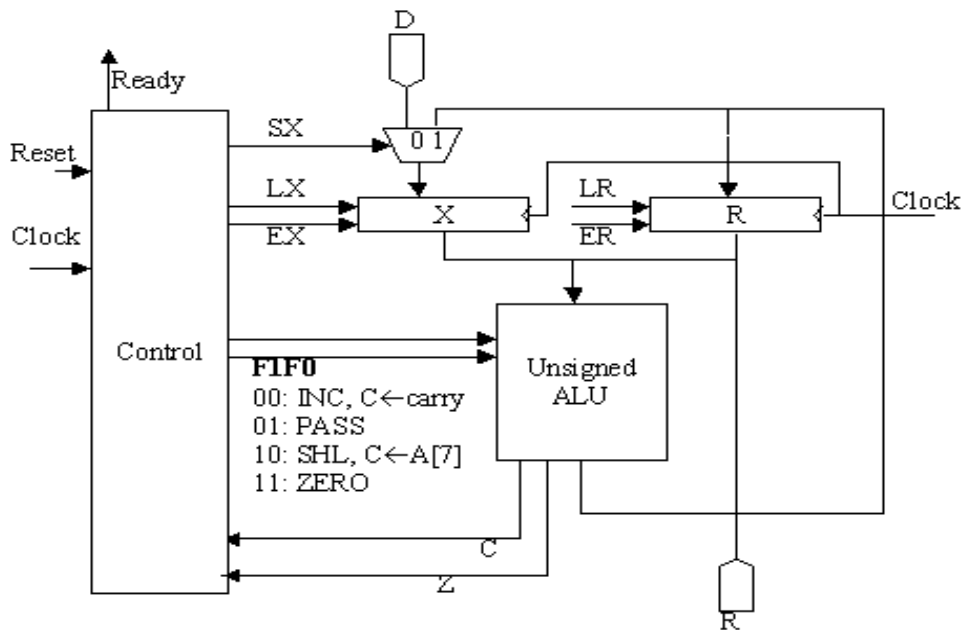 D
Ready
SX
0 1
Reset
LX
X
LR
R
Clock
EX
ER
Clock
Control
F1F0
00: INC, C←carry
01: PASS
10: SHL, C←A[7]
11: ZERO
Unsigned
ALU
C
Z
R